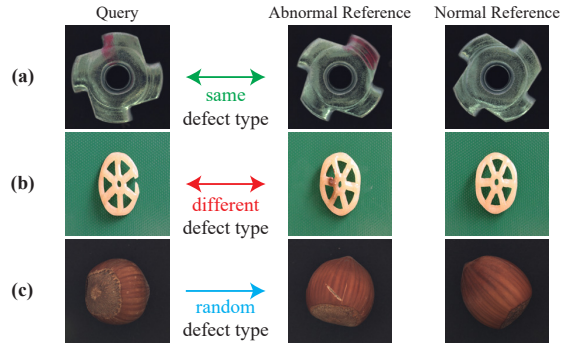 Query Abnormal Reference Normal Reference
(a) same
defect type
(b) different
defect type
(c) random
defect type